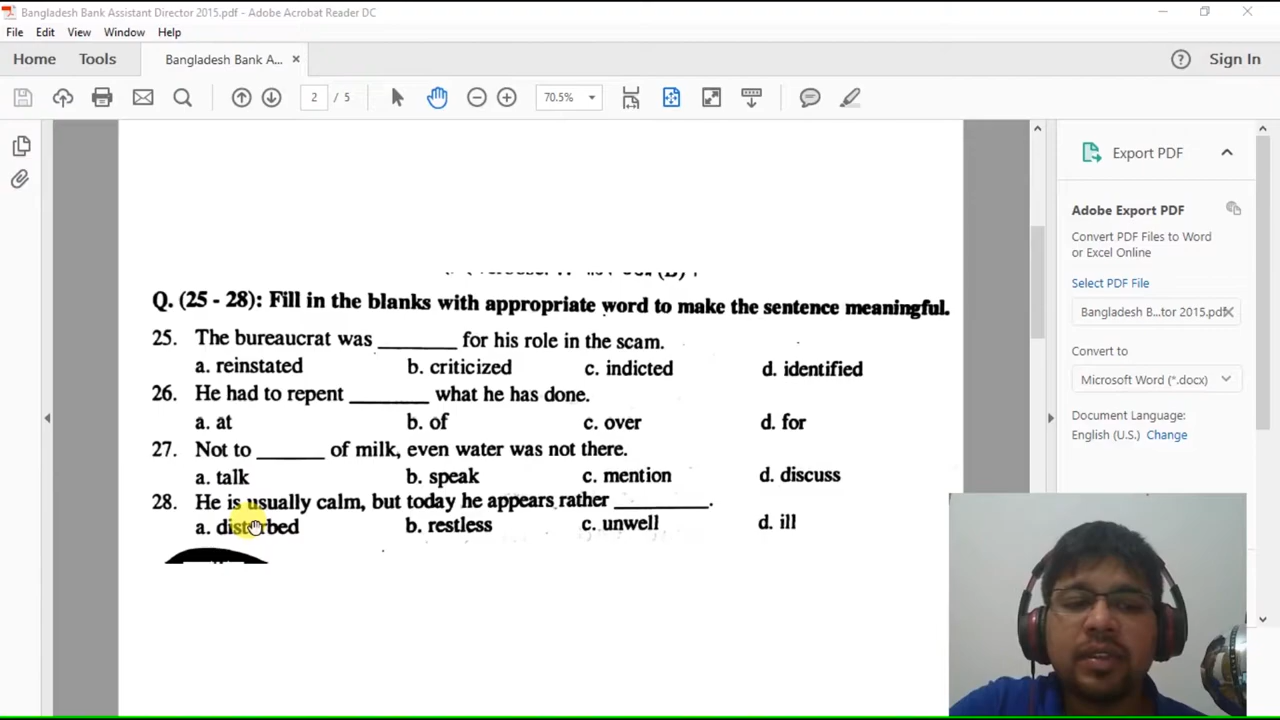 Bangladesh Bank Assistant Director 2015.pdf - Adobe Acrobat Reader DC
File Edit View Window Help
Home Tools Bangladesh Bank A... × Sign In
2 / 5 70.5%
Export PDF
Adobe Export PDF
Convert PDF Files to Word
or Excel Online
Select PDF File
Bangladesh B...tor 2015.pdf
Convert to
Microsoft Word (*.docx)
Document Language:
English (U.S.) Change
Q. (25 - 28): Fill in the blanks with appropriate word to make the sentence meaningful.
25. The bureaucrat was ________ for his role in the scam.
a. reinstated b. criticized c. indicted d. identified
26. He had to repent ________ what he has done.
a. at b. of c. over d. for
27. Not to _______ of milk, even water was not there.
a. talk b. speak c. mention d. discuss
28. He is usually calm, but today he appears rather _________.
a. disturbed b. restless c. unwell d. ill